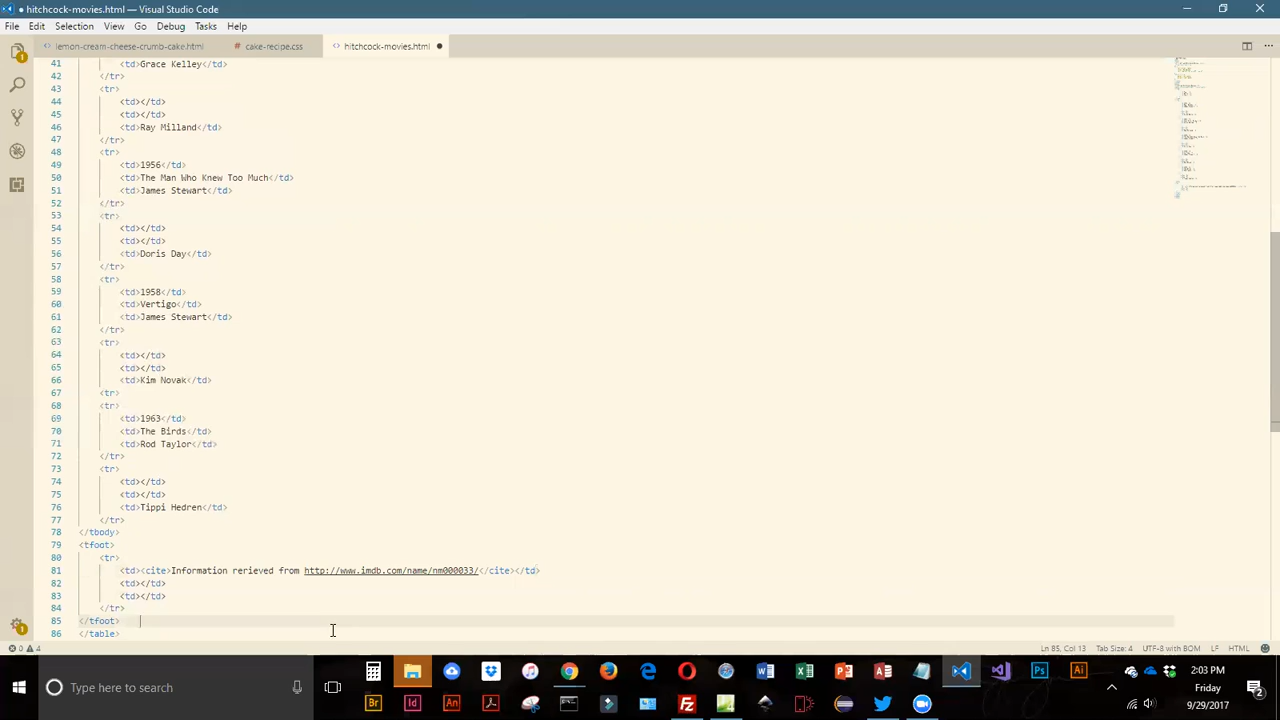 hitchcock-movies.html - Visual Studio Code
File Edit Selection View Go Debug Tasks Help
lemon-cream-cheese-crumb-cake.html cake-recipe.css hitchcock-movies.html
41 <td>Grace Kelley</td>
42 </tr>
43 <tr>
44 <td></td>
45 <td></td>
46 <td>Ray Milland</td>
47 </tr>
48 <tr>
49 <td>1956</td>
50 <td>The Man Who Knew Too Much</td>
51 <td>James Stewart</td>
52 </tr>
53 <tr>
54 <td></td>
55 <td></td>
56 <td>Doris Day</td>
57 </tr>
58 <tr>
59 <td>1958</td>
60 <td>Vertigo</td>
61 <td>James Stewart</td>
62 </tr>
63 <tr>
64 <td></td>
65 <td></td>
66 <td>Kim Novak</td>
67 <tr>
68 <tr>
69 <td>1963</td>
70 <td>The Birds</td>
71 <td>Rod Taylor</td>
72 </tr>
73 <tr>
74 <td></td>
75 <td></td>
76 <td>Tippi Hedren</td>
77 </tr>
78 </tbody>
79 <tfoot>
80 <tr>
81 <td><cite>Information rerieved from http://www.imdb.com/name/nm000033/</cite></td>
82 <td></td>
83 <td></td>
84 </tr>
85 </tfoot>
86 </table>
0 4 Ln 85, Col 13 Tab Size: 4 UTF-8 with BOM LF HTML
Type here to search
2:03 PM
Friday
9/29/2017